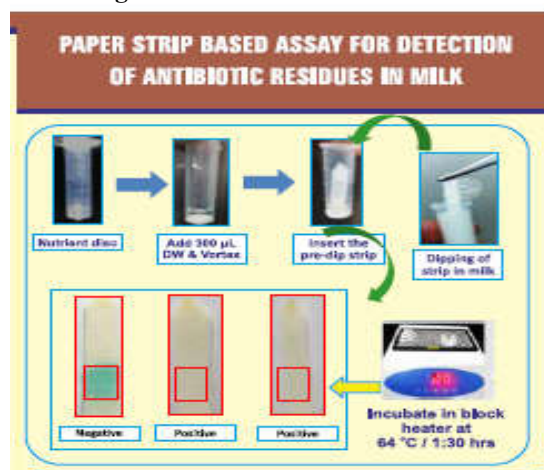 PAPER STRIP BASED ASSAY FOR DETECTION
OF ANTIBIOTIC RESIDUES IN MILK
Nutrient disc
Add 300 µL
DW & Vortex
Insert the
pre-dip strip
Dipping of
strip in milk
Negative
Positive
Positive
Incubate in block
heater at
64 °C / 1:30 hrs